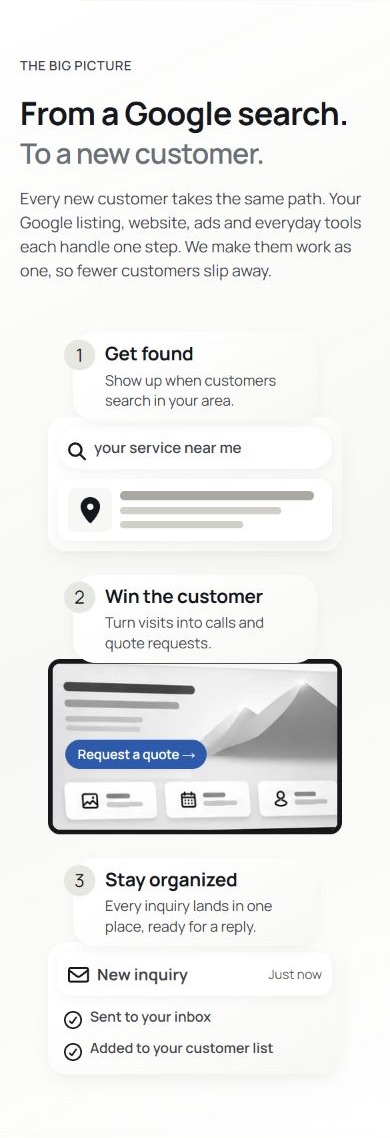 THE BIG PICTURE
From a Google search.
To a new customer.
Every new customer takes the same path. Your
Google listing, website, ads and everyday tools
each handle one step. We make them work as
one, so fewer customers slip away.
1
Get found
Show up when customers
search in your area.
your service near me
2
Win the customer
Turn visits into calls and
quote requests.
Request a quote →
3
Stay organized
Every inquiry lands in one
place, ready for a reply.
New inquiry
Just now
Sent to your inbox
Added to your customer list